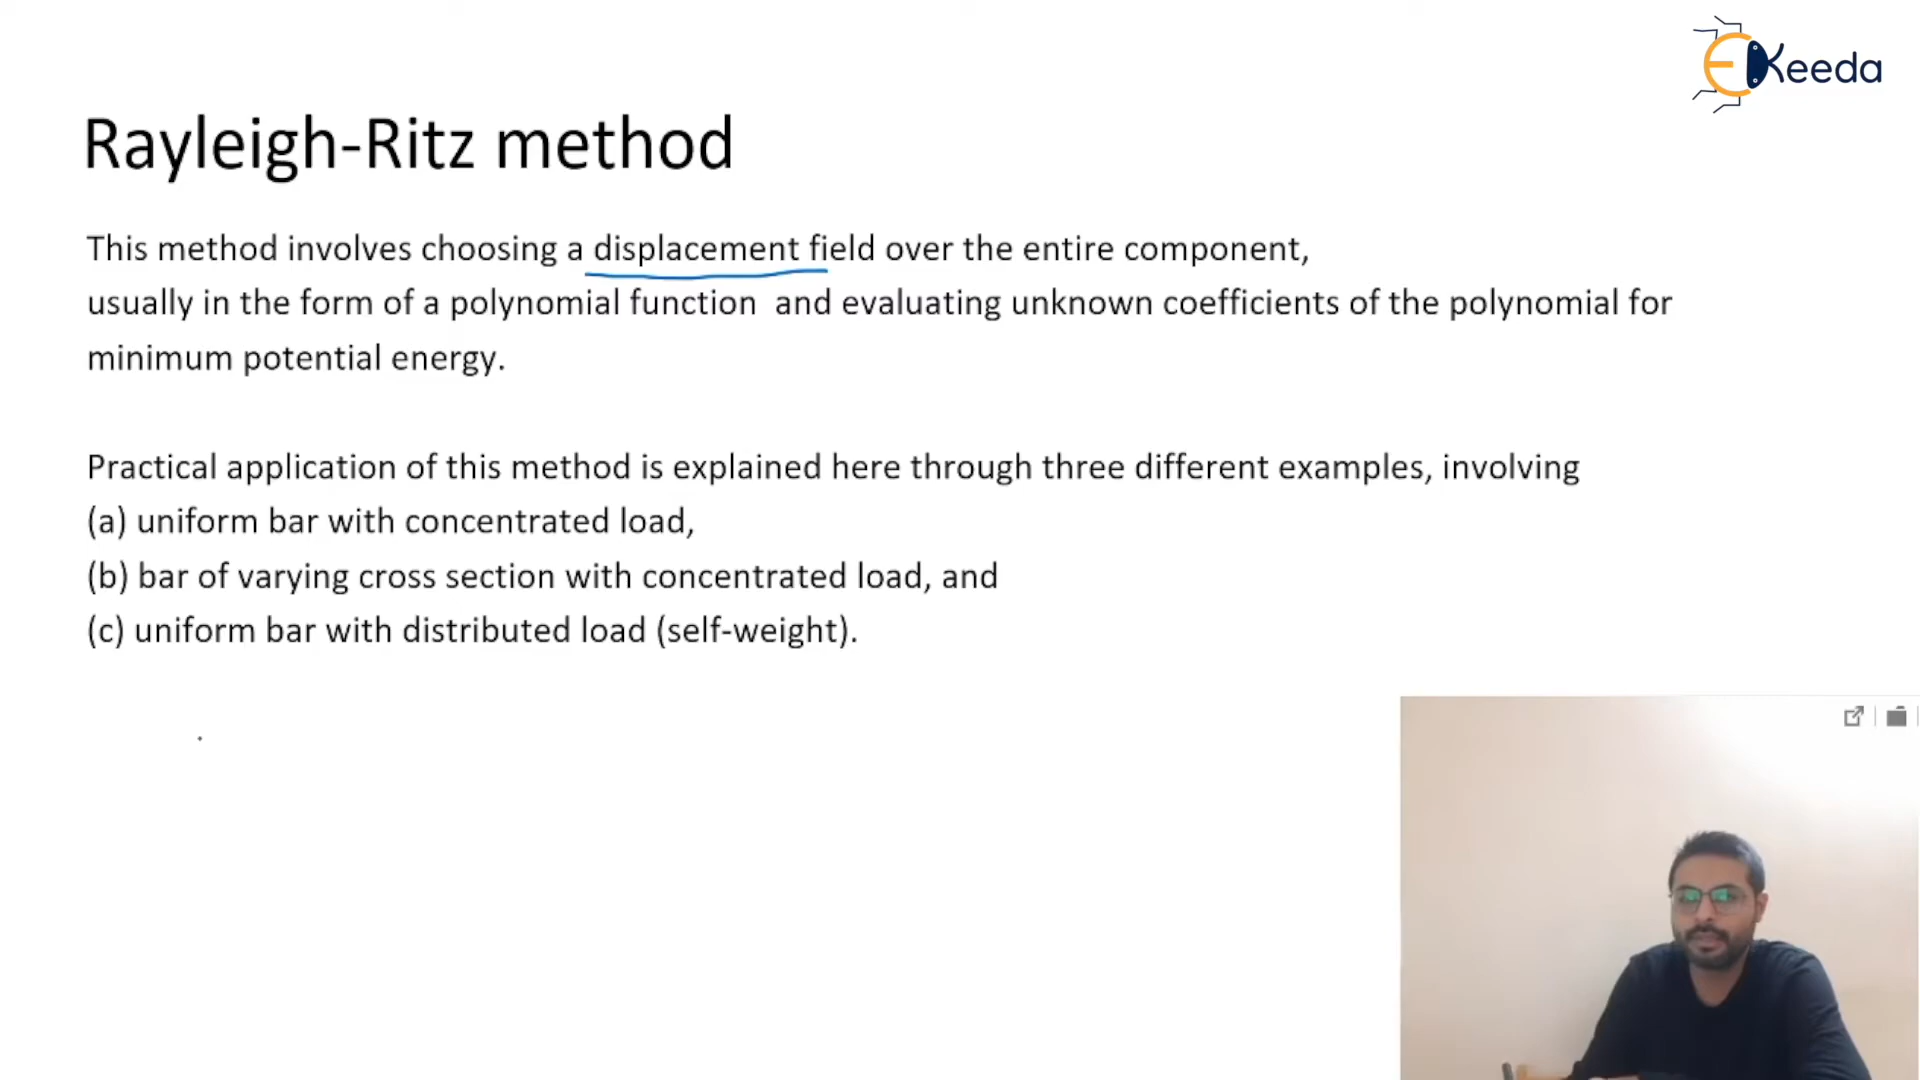 EKeeda
Rayleigh-Ritz method
This method involves choosing a displacement field over the entire component,
usually in the form of a polynomial function and evaluating unknown coefficients of the polynomial for
minimum potential energy.
Practical application of this method is explained here through three different examples, involving
(a) uniform bar with concentrated load,
(b) bar of varying cross section with concentrated load, and
(c) uniform bar with distributed load (self-weight).